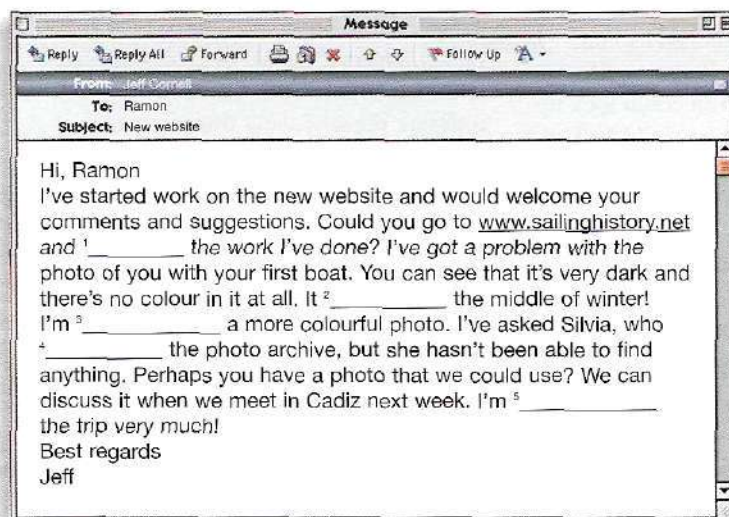 Message
Reply Reply All Forward Follow Up A
From: Jeff Cornell
To: Ramon
Subject: New website
Hi, Ramon
I've started work on the new website and would welcome your
comments and suggestions. Could you go to www.sailinghistory.net
and ¹________ the work I've done? I've got a problem with the
photo of you with your first boat. You can see that it's very dark and
there's no colour in it at all. It ²__________ the middle of winter!
I'm ³____________ a more colourful photo. I've asked Silvia, who
⁴__________ the photo archive, but she hasn't been able to find
anything. Perhaps you have a photo that we could use? We can
discuss it when we meet in Cadiz next week. I'm ⁵____________
the trip very much!
Best regards
Jeff